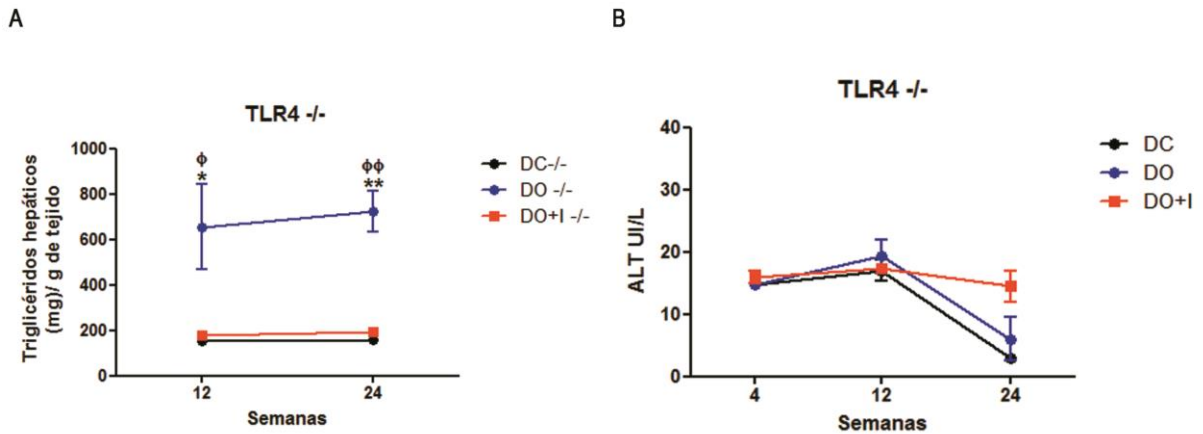 A
TLR4 -/-
Triglicéridos hepáticos
(mg)/ g de tejido
1000
800
600
400
200
0
ϕ
*
ϕϕ
**
12
24
Semanas
DC-/-
DO -/-
DO+I -/-
B
TLR4 -/-
ALT UI/L
40
30
20
10
0
4
12
24
Semanas
DC
DO
DO+I